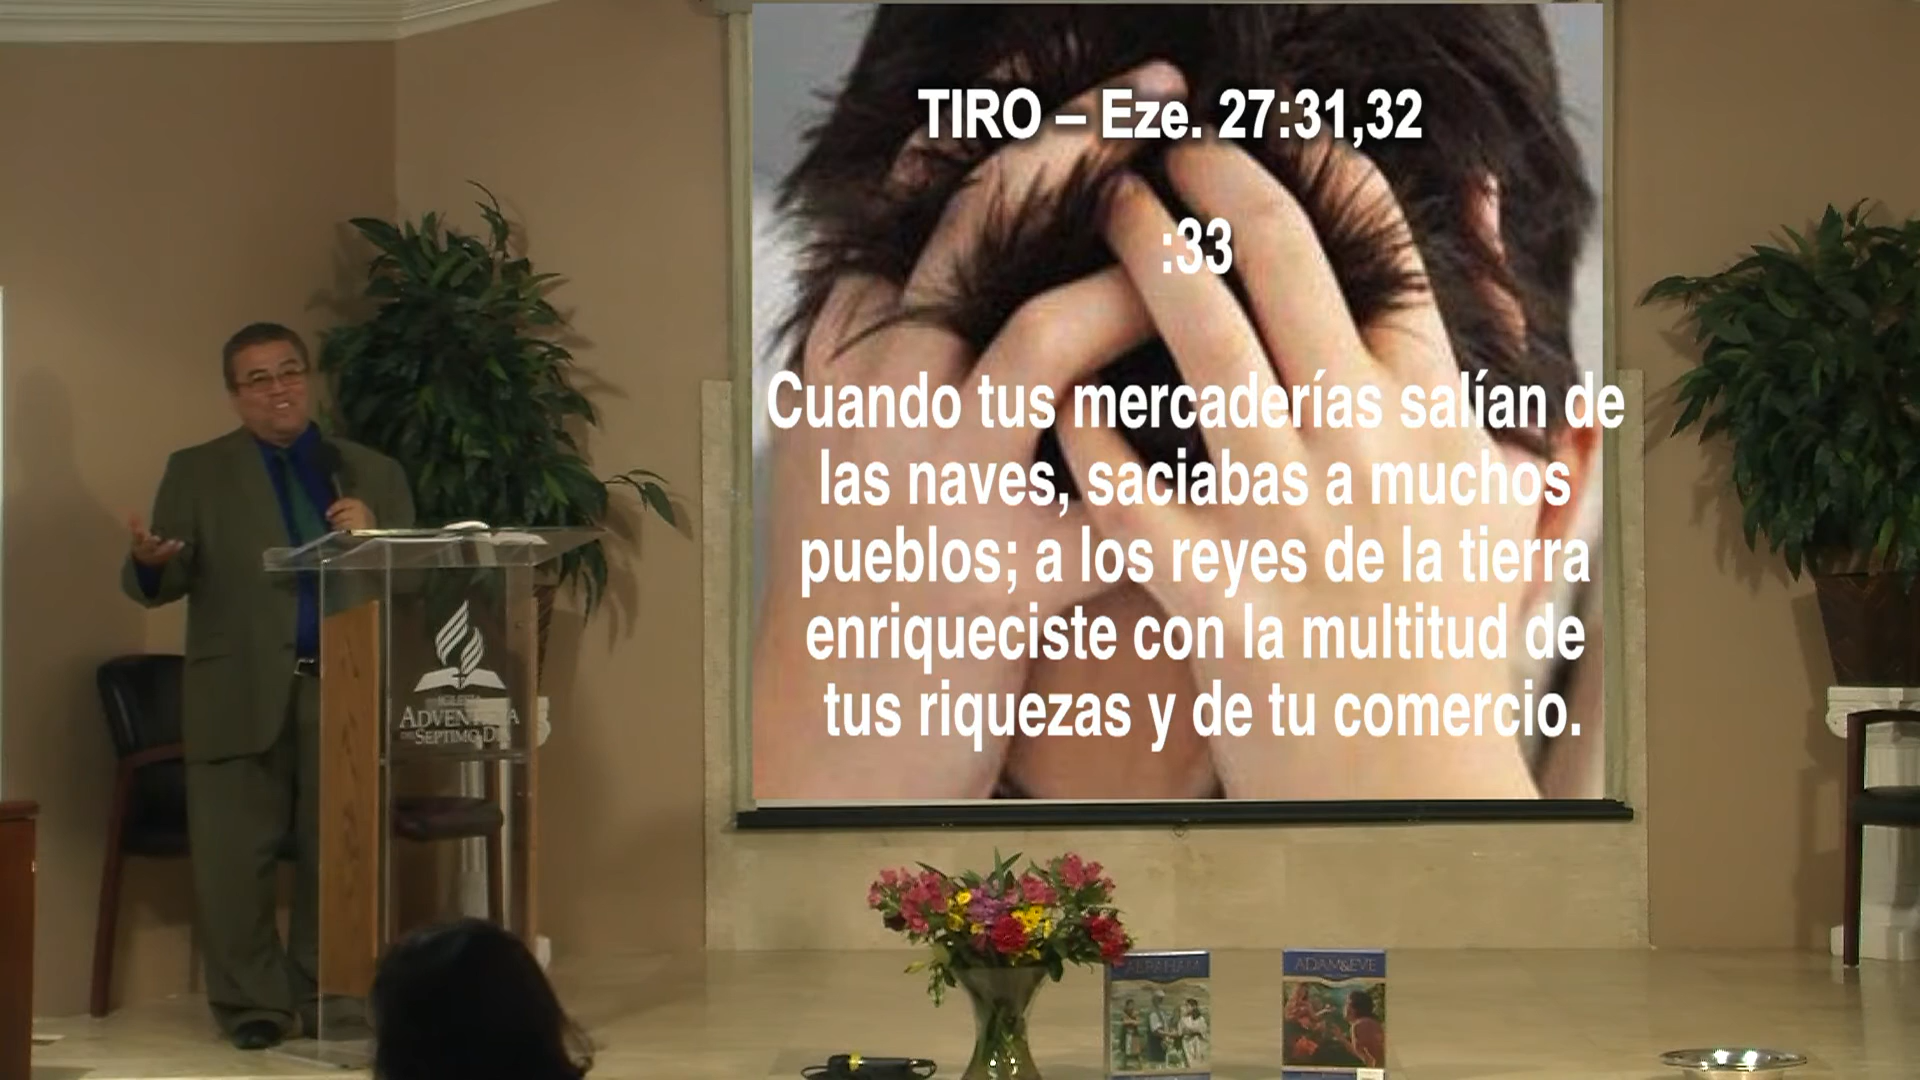 TIRO – Eze. 27:31,32
:33
Cuando tus mercaderías salían de
las naves, saciabas a muchos
pueblos; a los reyes de la tierra
enriqueciste con la multitud de
tus riquezas y de tu comercio.
IGLESIA
ADVENTISTA
DEL SEPTIMO DIA
ABRAHAM
ADAM&EVE